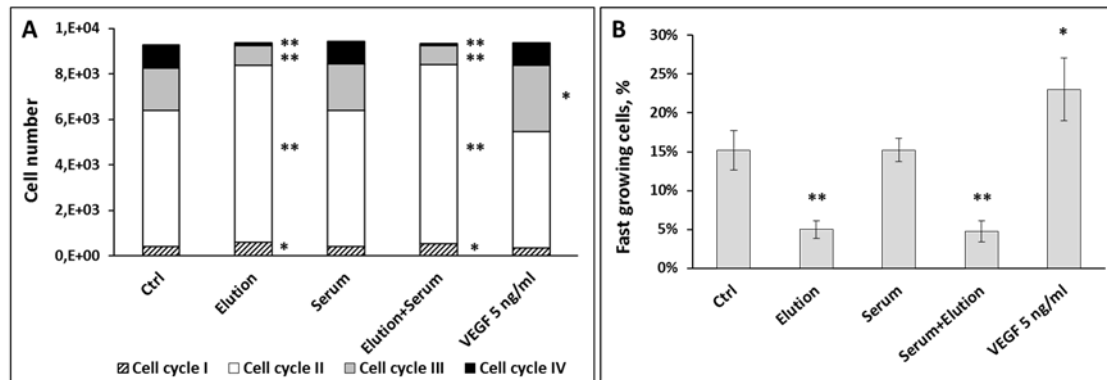 A
Cell number
1,E+04
8,E+03
6,E+03
4,E+03
2,E+03
0,E+00
**
**
**
*
**
**
**
*
*
Ctrl
Elution
Serum
Elution+Serum
VEGF 5 ng/ml
Cell cycle I Cell cycle II Cell cycle III Cell cycle IV
B
Fast growing cells, %
30%
25%
20%
15%
10%
5%
0%
**
**
*
Ctrl
Elution
Serum
Serum+Elution
VEGF 5 ng/ml